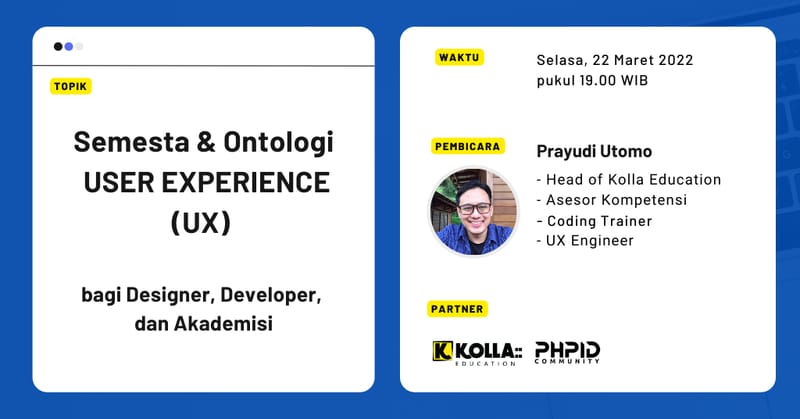 TOPIK
Semesta & Ontologi
USER EXPERIENCE
(UX)
bagi Designer, Developer,
dan Akademisi
WAKTU
Selasa, 22 Maret 2022
pukul 19.00 WIB
PEMBICARA
Prayudi Utomo
- Head of Kolla Education
- Asesor Kompetensi
- Coding Trainer
- UX Engineer
PARTNER
KOLLA::
EDUCATION
PHPID
COMMUNITY